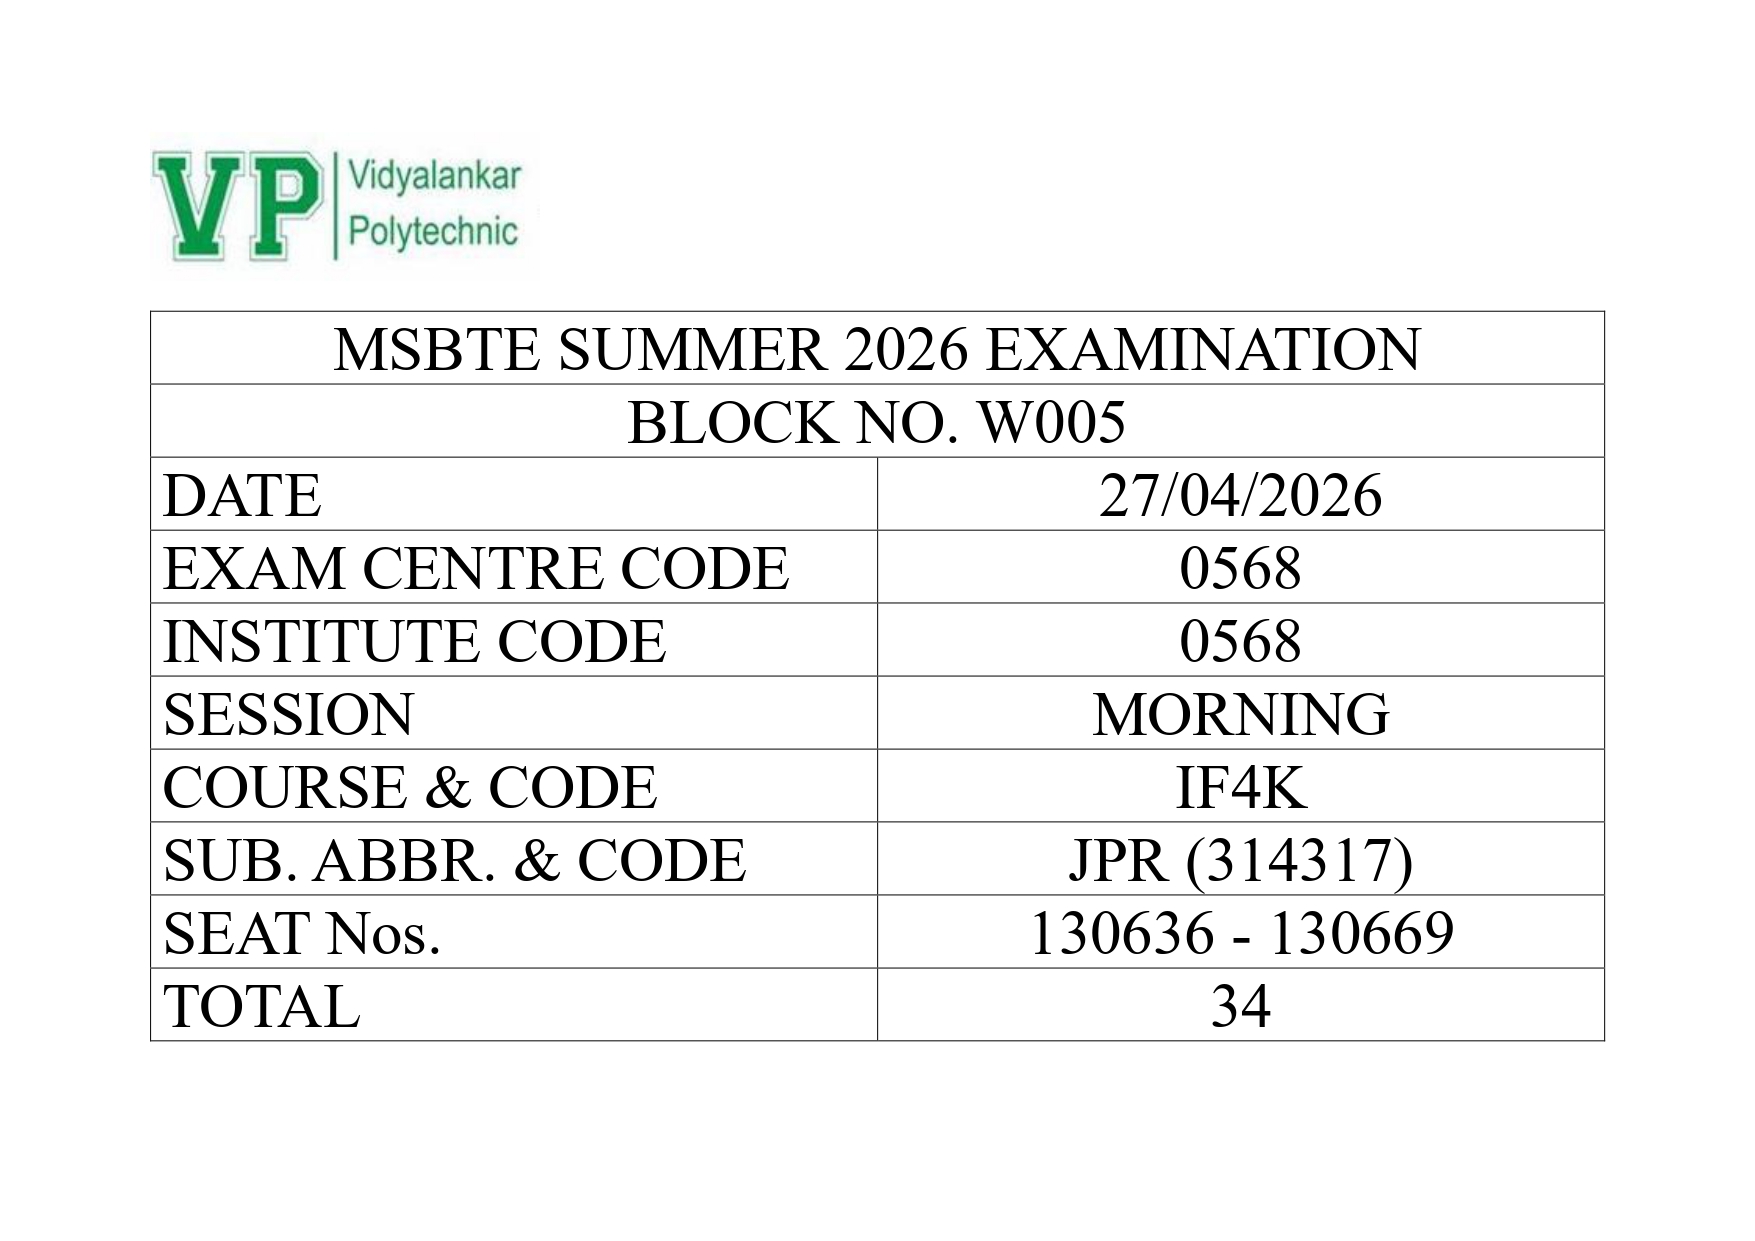 VP
Vidyalankar
Polytechnic
MSBTE SUMMER 2026 EXAMINATION
BLOCK NO. W005
DATE 27/04/2026
EXAM CENTRE CODE 0568
INSTITUTE CODE 0568
SESSION MORNING
COURSE & CODE IF4K
SUB. ABBR. & CODE JPR (314317)
SEAT Nos. 130636 - 130669
TOTAL 34